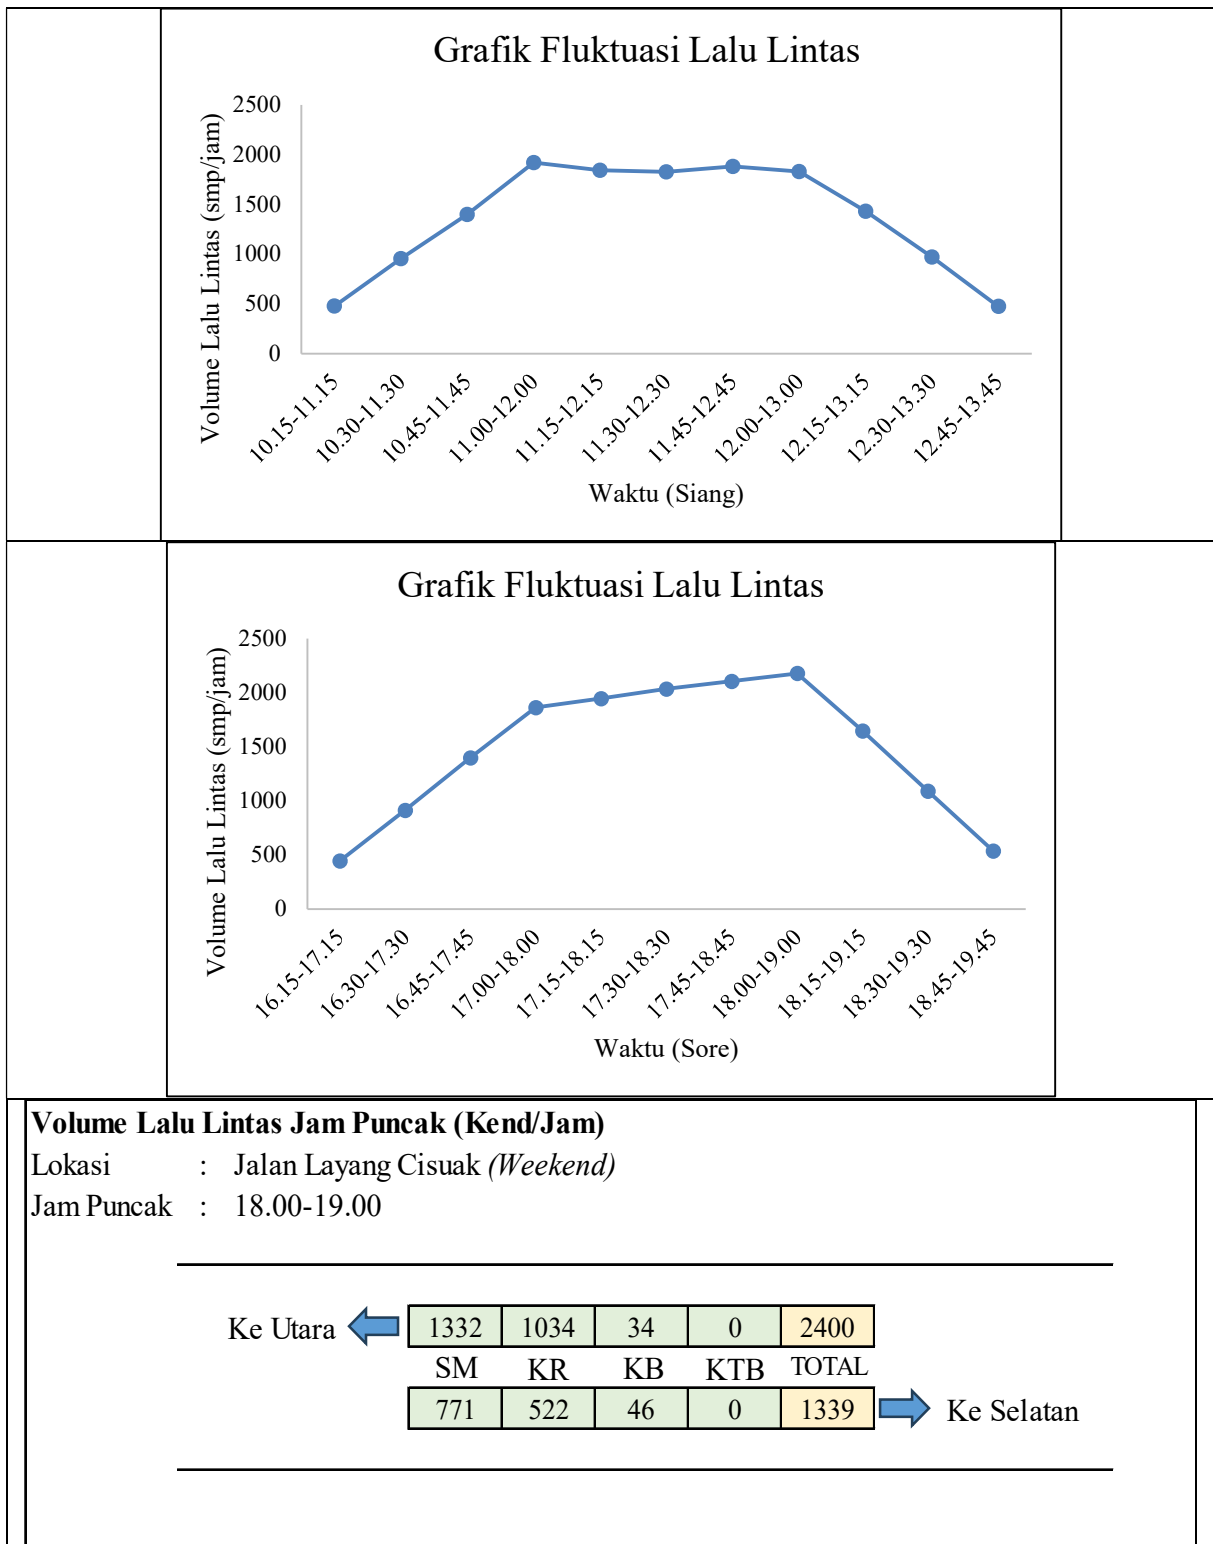 Grafik Fluktuasi Lalu Lintas
Volume Lalu Lintas (smp/jam)
2500
2000
1500
1000
500
0
10.15-11.15
10.30-11.30
10.45-11.45
11.00-12.00
11.15-12.15
11.30-12.30
11.45-12.45
12.00-13.00
12.15-13.15
12.30-13.30
12.45-13.45
Waktu (Siang)
Grafik Fluktuasi Lalu Lintas
Volume Lalu Lintas (smp/jam)
2500
2000
1500
1000
500
0
16.15-17.15
16.30-17.30
16.45-17.45
17.00-18.00
17.15-18.15
17.30-18.30
17.45-18.45
18.00-19.00
18.15-19.15
18.30-19.30
18.45-19.45
Waktu (Sore)
Volume Lalu Lintas Jam Puncak (Kend/Jam)
Lokasi : Jalan Layang Cisuak (Weekend)
Jam Puncak : 18.00-19.00
Ke Utara 1332 1034 34 0 2400
SM KR KB KTB TOTAL
771 522 46 0 1339 Ke Selatan